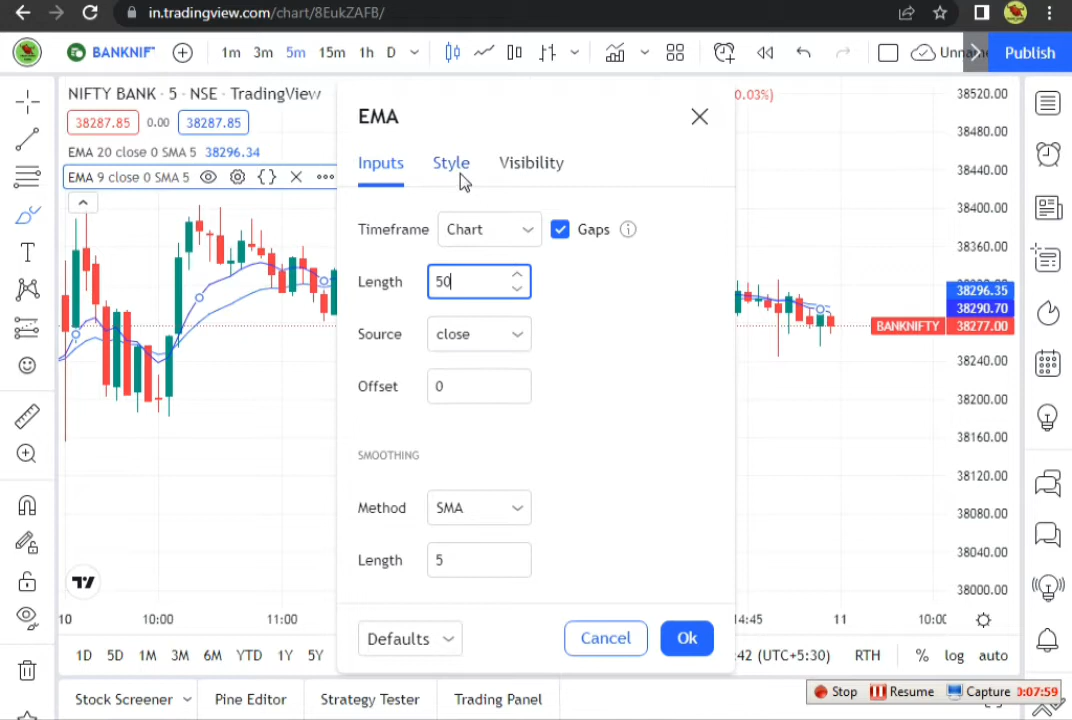 in.tradingview.com/chart/8EukZAFB/
BANKNIF
1m 3m 5m 15m 1h D
Publish
NIFTY BANK · 5 · NSE · TradingView
0.03%)
38287.85 0.00 38287.85
EMA 20 close 0 SMA 5 38296.34
EMA 9 close 0 SMA 5
EMA
Inputs Style Visibility
Timeframe Chart Gaps
Length 50
Source close
Offset 0
SMOOTHING
Method SMA
Length 5
Defaults Cancel Ok
38520.00
38480.00
38440.00
38400.00
38360.00
38296.35
38290.70
BANKNIFTY 38277.00
38240.00
38200.00
38160.00
38120.00
38080.00
38040.00
38000.00
10 10:00 11:00 14:45 11
1D 5D 1M 3M 6M YTD 1Y 5Y :42 (UTC+5:30) RTH % log auto
Stock Screener Pine Editor Strategy Tester Trading Panel
Stop Resume Capture 0:07:59